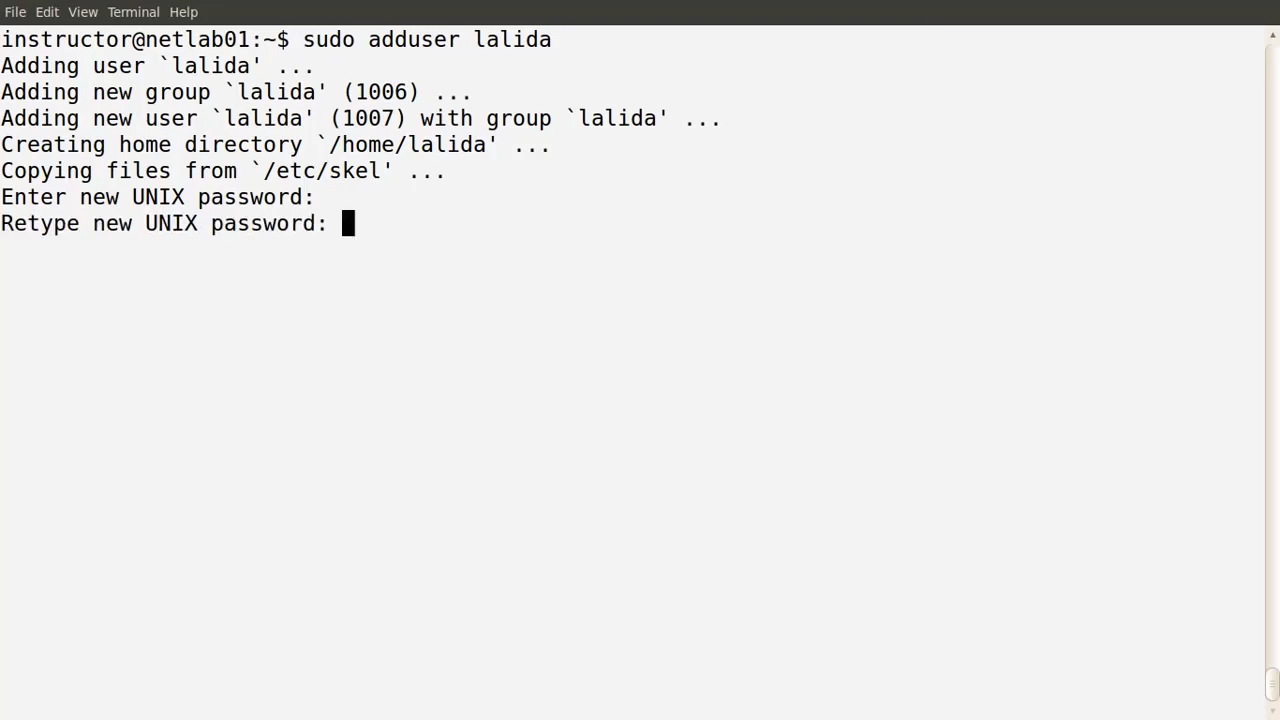 File Edit View Terminal Help
instructor@netlab01:~$ sudo adduser lalida
Adding user `lalida' ...
Adding new group `lalida' (1006) ...
Adding new user `lalida' (1007) with group `lalida' ...
Creating home directory `/home/lalida' ...
Copying files from `/etc/skel' ...
Enter new UNIX password:
Retype new UNIX password: